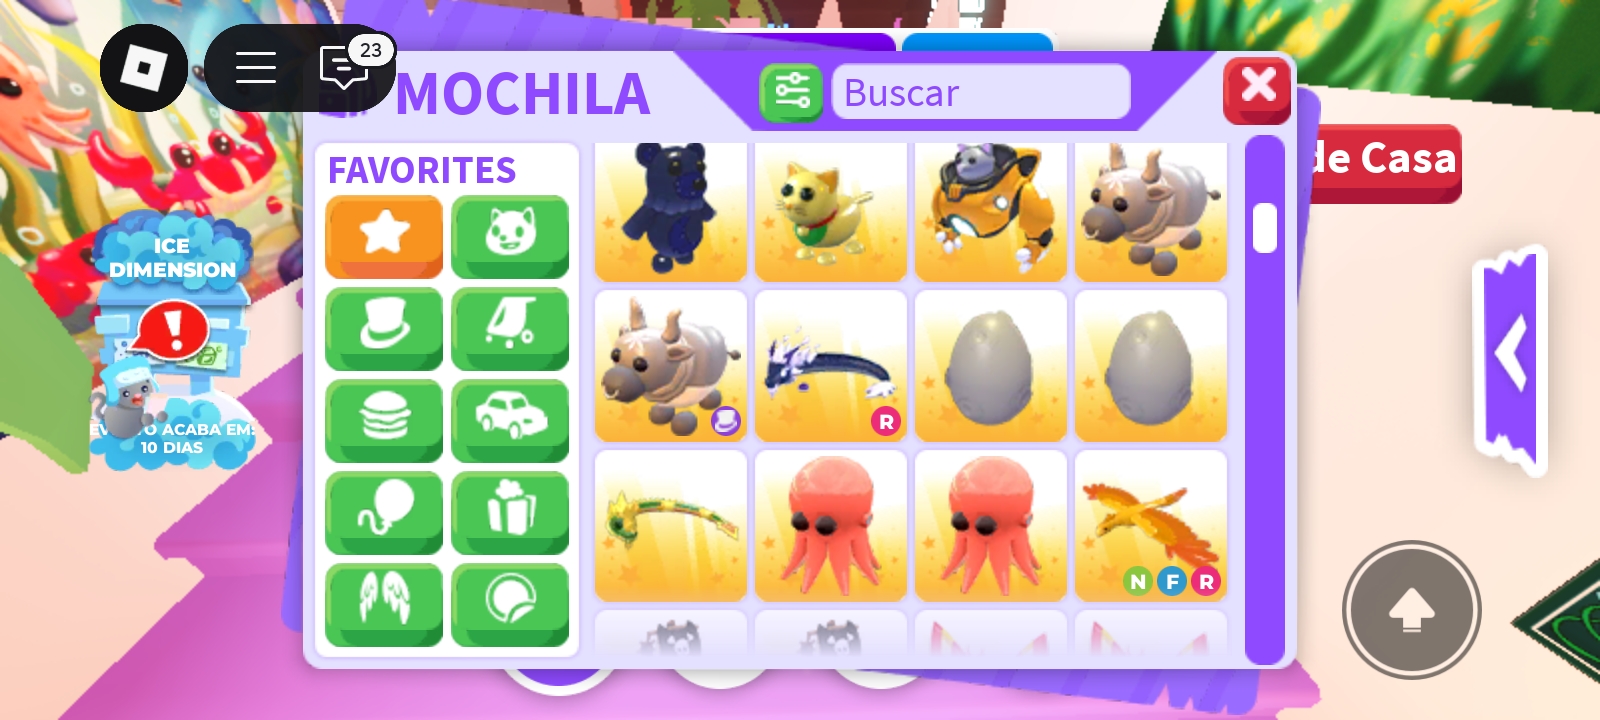 23
MOCHILA
Buscar
FAVORITES
de Casa
ICE
DIMENSION
!
ACABA EM:
10 DIAS
R
N F R